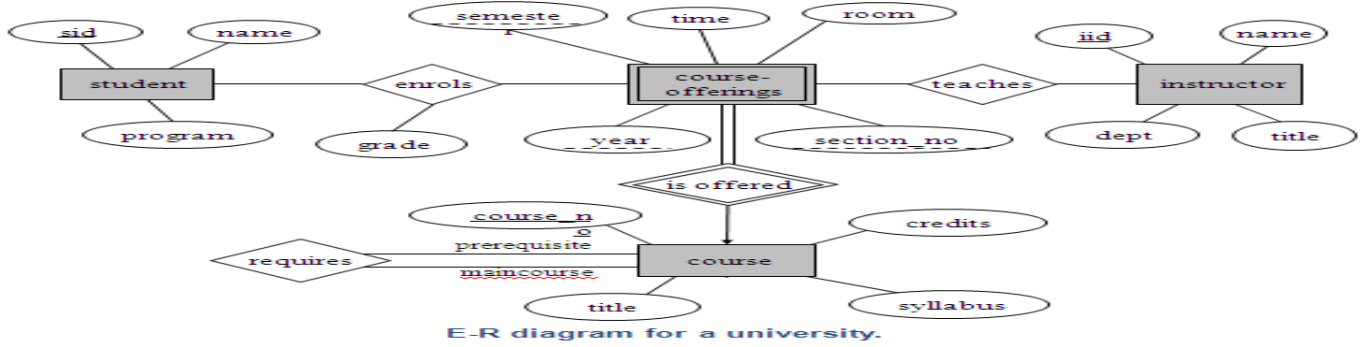 semeste
r
time
room
sid
name
iid
name
student
enrols
course-
offerings
teaches
instructor
program
grade
year
section_no
dept
title
is offered
course_n
o
credits
prerequisite
requires
course
maincourse
title
syllabus
E-R diagram for a university.